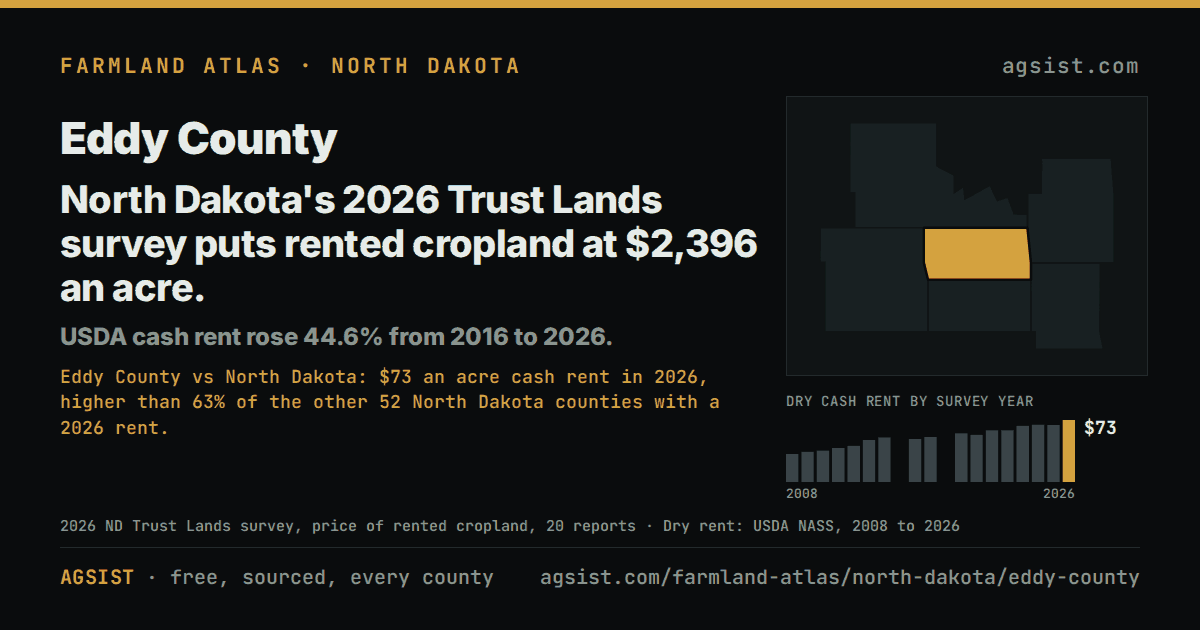 FARMLAND ATLAS · NORTH DAKOTA
agsist.com
Eddy County
North Dakota's 2026 Trust Lands
survey puts rented cropland at $2,396
an acre.
USDA cash rent rose 44.6% from 2016 to 2026.
Eddy County vs North Dakota: $73 an acre cash rent in 2026,
higher than 63% of the other 52 North Dakota counties with a
2026 rent.
DRY CASH RENT BY SURVEY YEAR
$73
2008
2026
2026 ND Trust Lands survey, price of rented cropland, 20 reports · Dry rent: USDA NASS, 2008 to 2026
AGSIST · free, sourced, every county
agsist.com/farmland-atlas/north-dakota/eddy-county